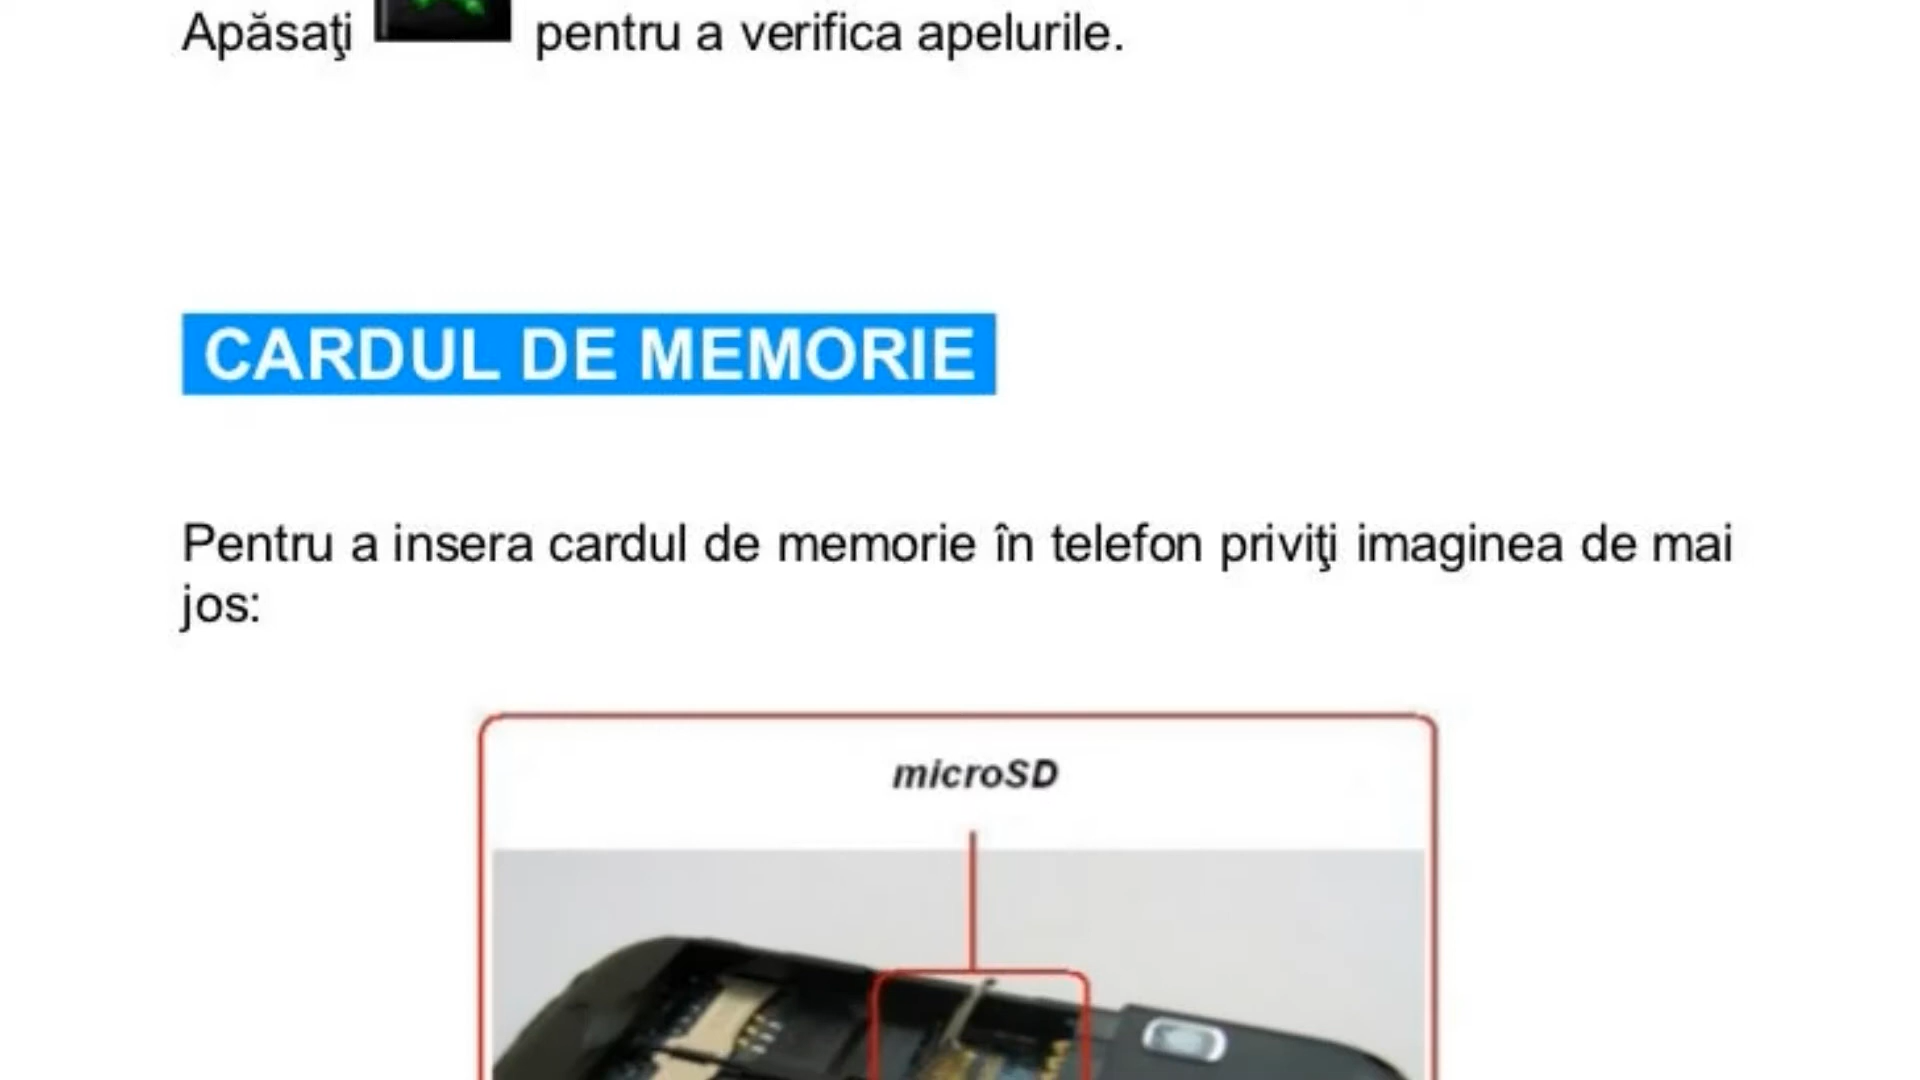 Apăsaţi pentru a verifica apelurile.
CARDUL DE MEMORIE
Pentru a insera cardul de memorie în telefon priviţi imaginea de mai
jos:
microSD